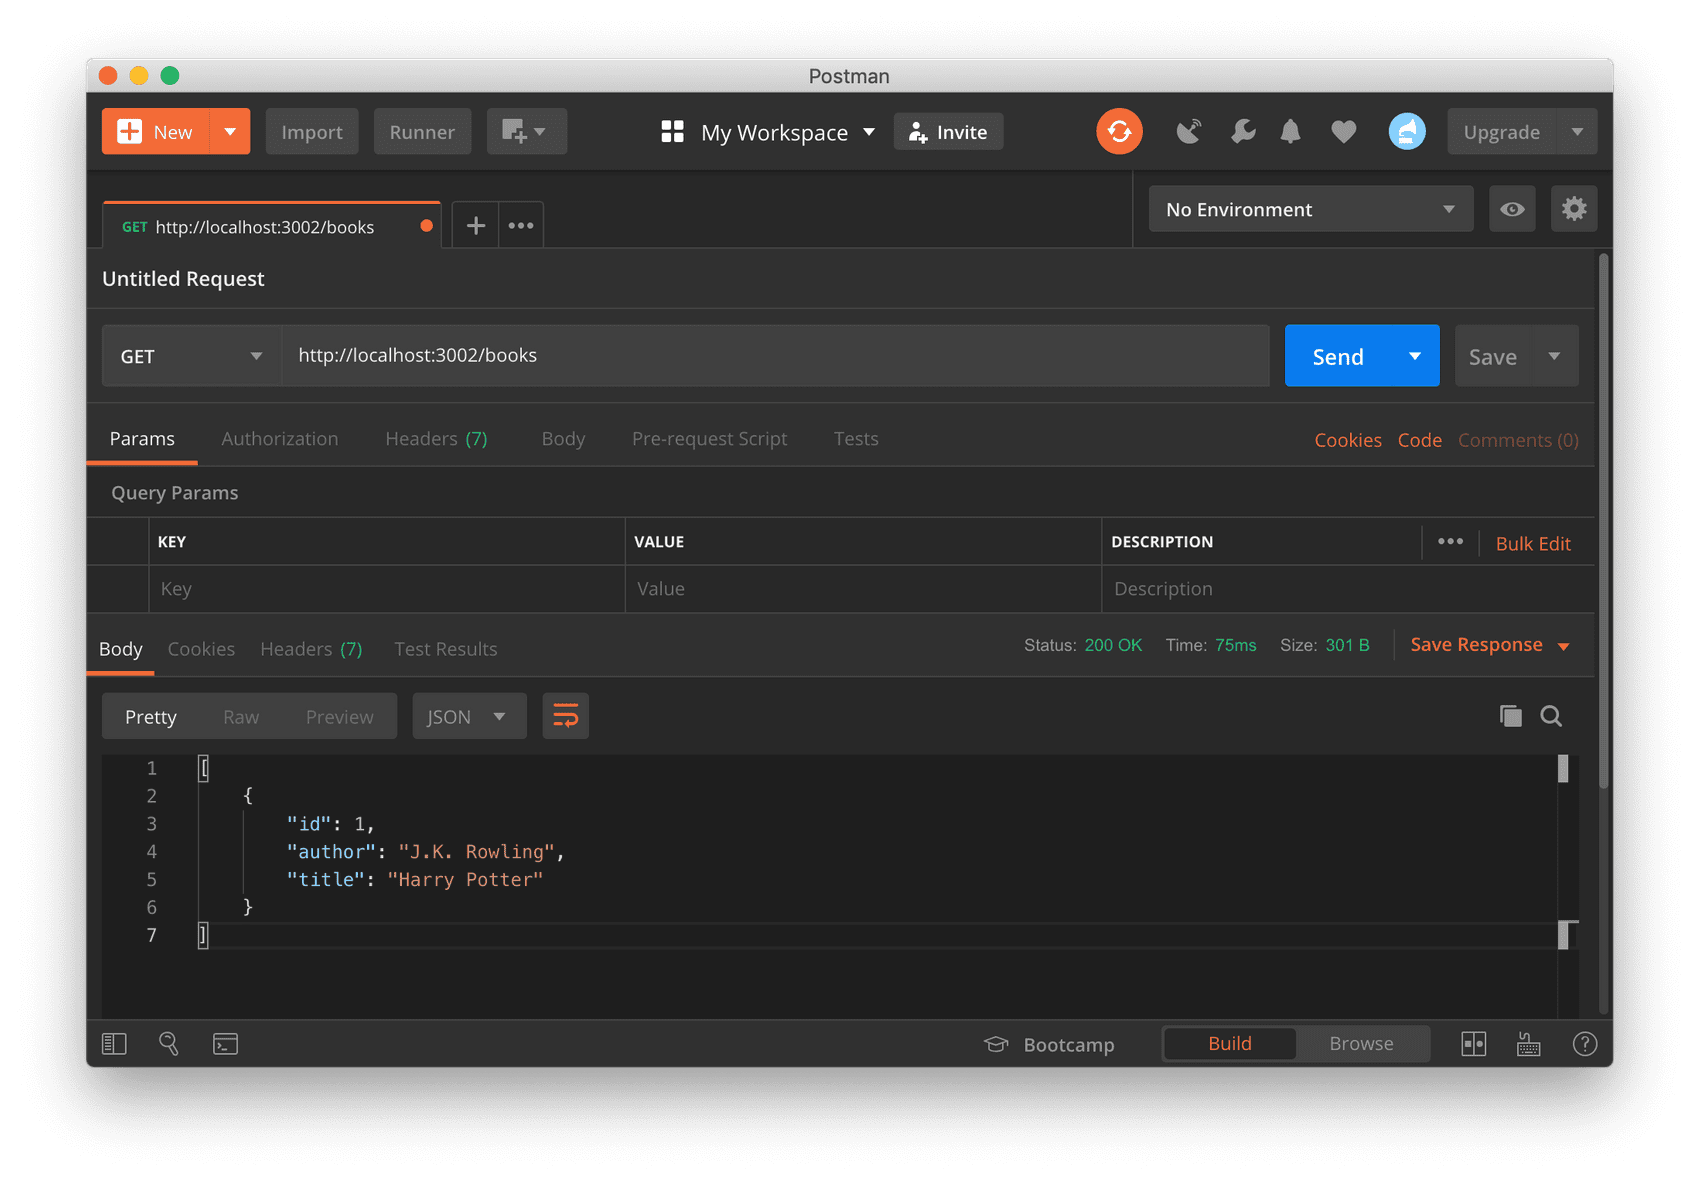 Postman
New Import Runner My Workspace Invite Upgrade
GET http://localhost:3002/books No Environment
Untitled Request
GET http://localhost:3002/books Send Save
Params Authorization Headers (7) Body Pre-request Script Tests Cookies Code Comments (0)
Query Params
KEY VALUE DESCRIPTION Bulk Edit
Key Value Description
Body Cookies Headers (7) Test Results Status: 200 OK Time: 75ms Size: 301 B Save Response
Pretty Raw Preview JSON
1 [
2 {
3 "id": 1,
4 "author": "J.K. Rowling",
5 "title": "Harry Potter"
6 }
7 ]
Bootcamp Build Browse